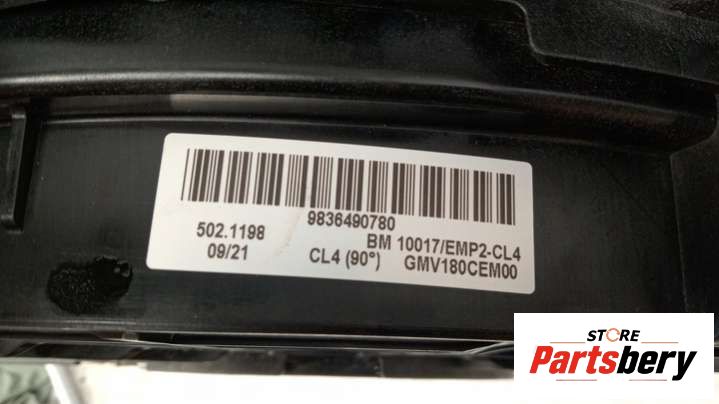 9836490780
502.1198
BM 10017/EMP2-CL4
09/21
CL4 (90°)
GMV180CEM00
STORE
Partsbery